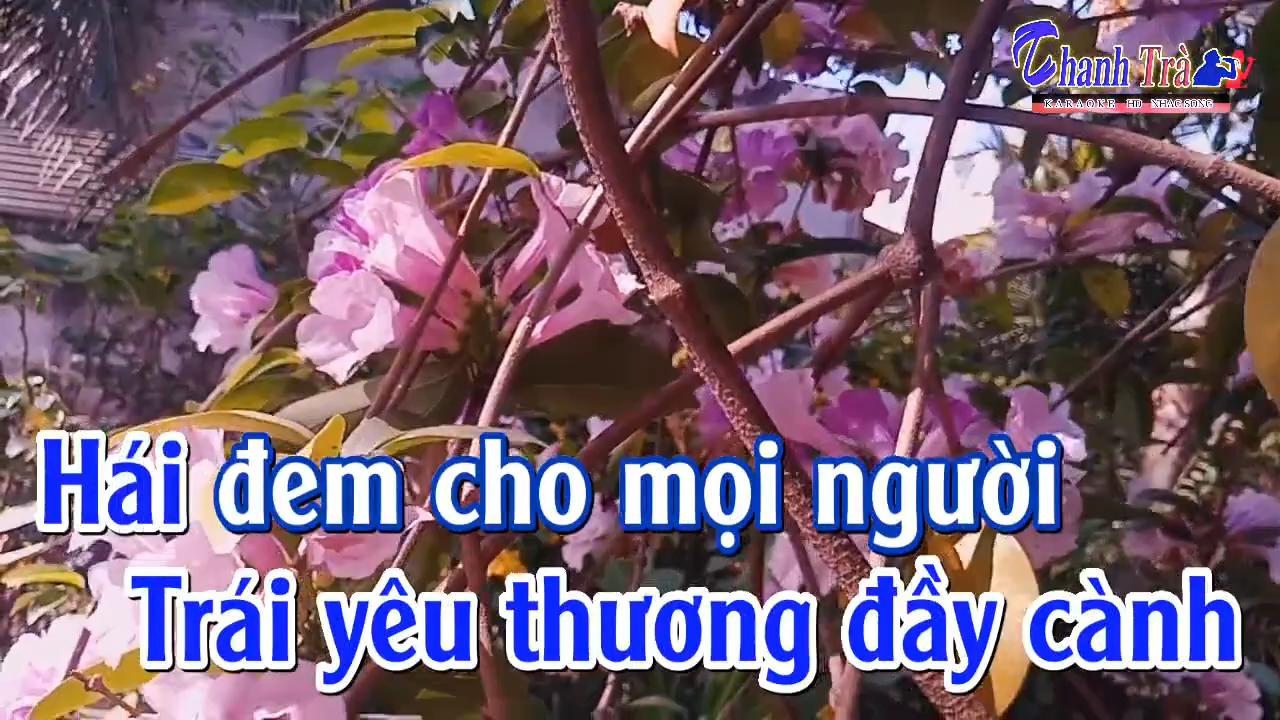 Thanh Trà
KARAOKE HD NHẠC SỐNG
Hái đem cho mọi người
Trái yêu thương đầy cành